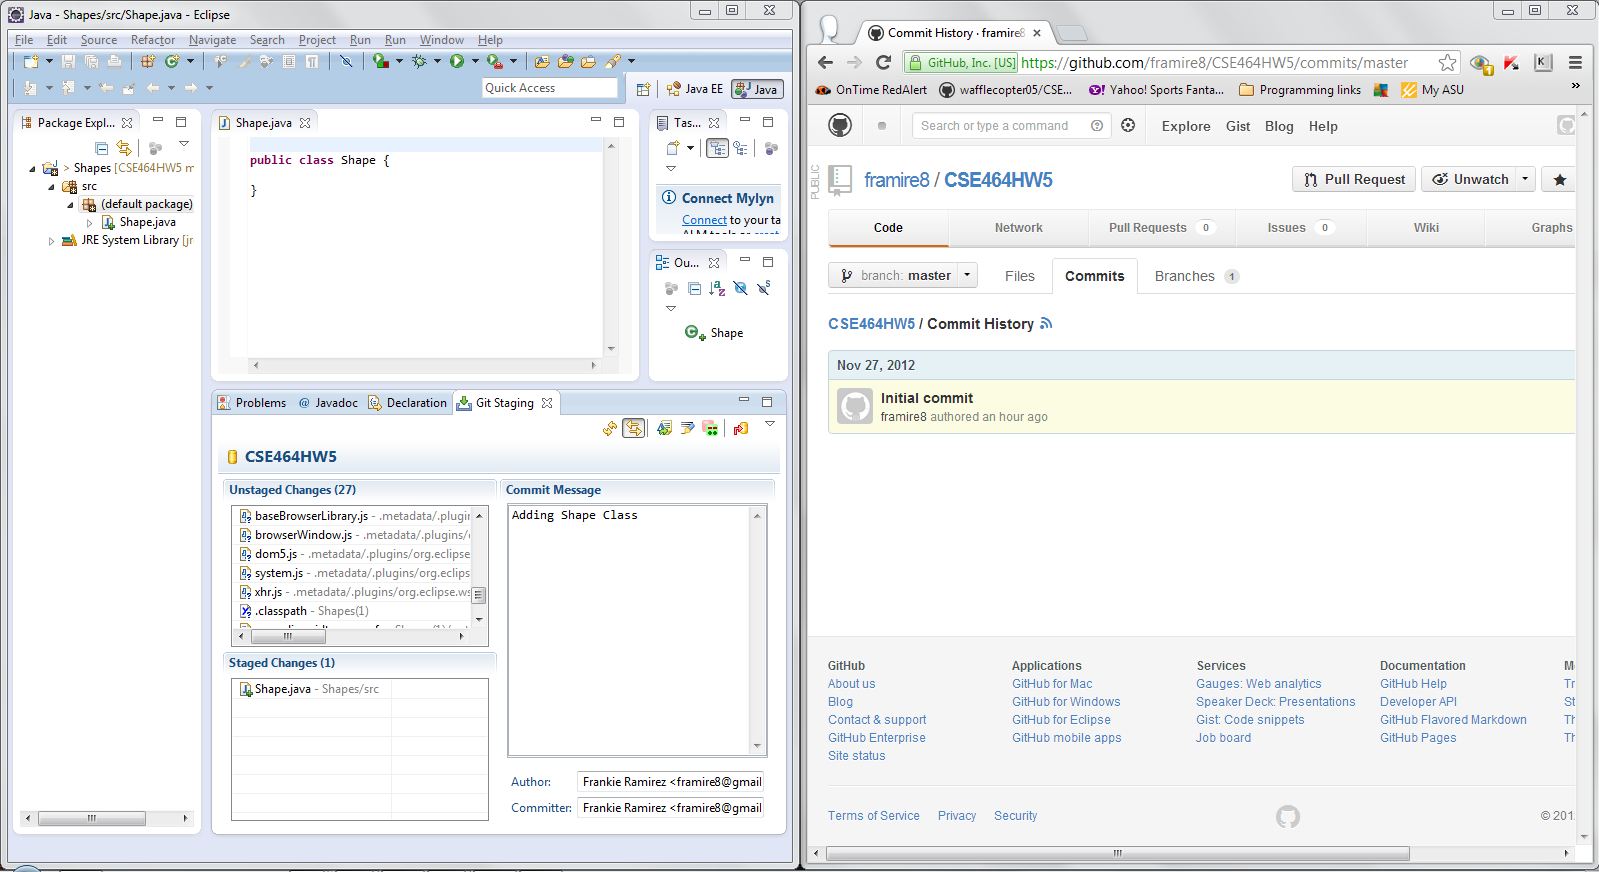 Java - Shapes/src/Shape.java - Eclipse
File Edit Source Refactor Navigate Search Project Run Run Window Help
Quick Access
Java EE
Java
Package Expl...
> Shapes [CSE464HW5 m
src
(default package)
Shape.java
JRE System Library [jr
Shape.java
public class Shape {
}
Tas...
Connect Mylyn
Connect to your ta
ALM tools or creat
Ou...
Shape
Problems @ Javadoc Declaration Git Staging
CSE464HW5
Unstaged Changes (27)
baseBrowserLibrary.js - .metadata/.plugin
browserWindow.js - .metadata/.plugins/
dom5.js - .metadata/.plugins/org.eclipse
system.js - .metadata/.plugins/org.eclips
xhr.js - .metadata/.plugins/org.eclipse.ws
.classpath - Shapes(1)
Staged Changes (1)
Shape.java - Shapes/src
Commit Message
Adding Shape Class
Author: Frankie Ramirez <framire8@gmail
Committer: Frankie Ramirez <framire8@gmail
Commit History · framire8
GitHub, Inc. [US] https://github.com/framire8/CSE464HW5/commits/master
OnTime RedAlert wafflecopter05/CSE... Yahoo! Sports Fanta... Programming links My ASU »
Search or type a command
Explore Gist Blog Help
PUBLIC
framire8 / CSE464HW5
Pull Request Unwatch
Code Network Pull Requests 0 Issues 0 Wiki Graphs
branch: master Files Commits Branches 1
CSE464HW5 / Commit History
Nov 27, 2012
Initial commit
framire8 authored an hour ago
GitHub
About us
Blog
Contact & support
GitHub Enterprise
Site status
Applications
GitHub for Mac
GitHub for Windows
GitHub for Eclipse
GitHub mobile apps
Services
Gauges: Web analytics
Speaker Deck: Presentations
Gist: Code snippets
Job board
Documentation
GitHub Help
Developer API
GitHub Flavored Markdown
GitHub Pages
M
Tr
St
Th
Th
Terms of Service Privacy Security
© 201